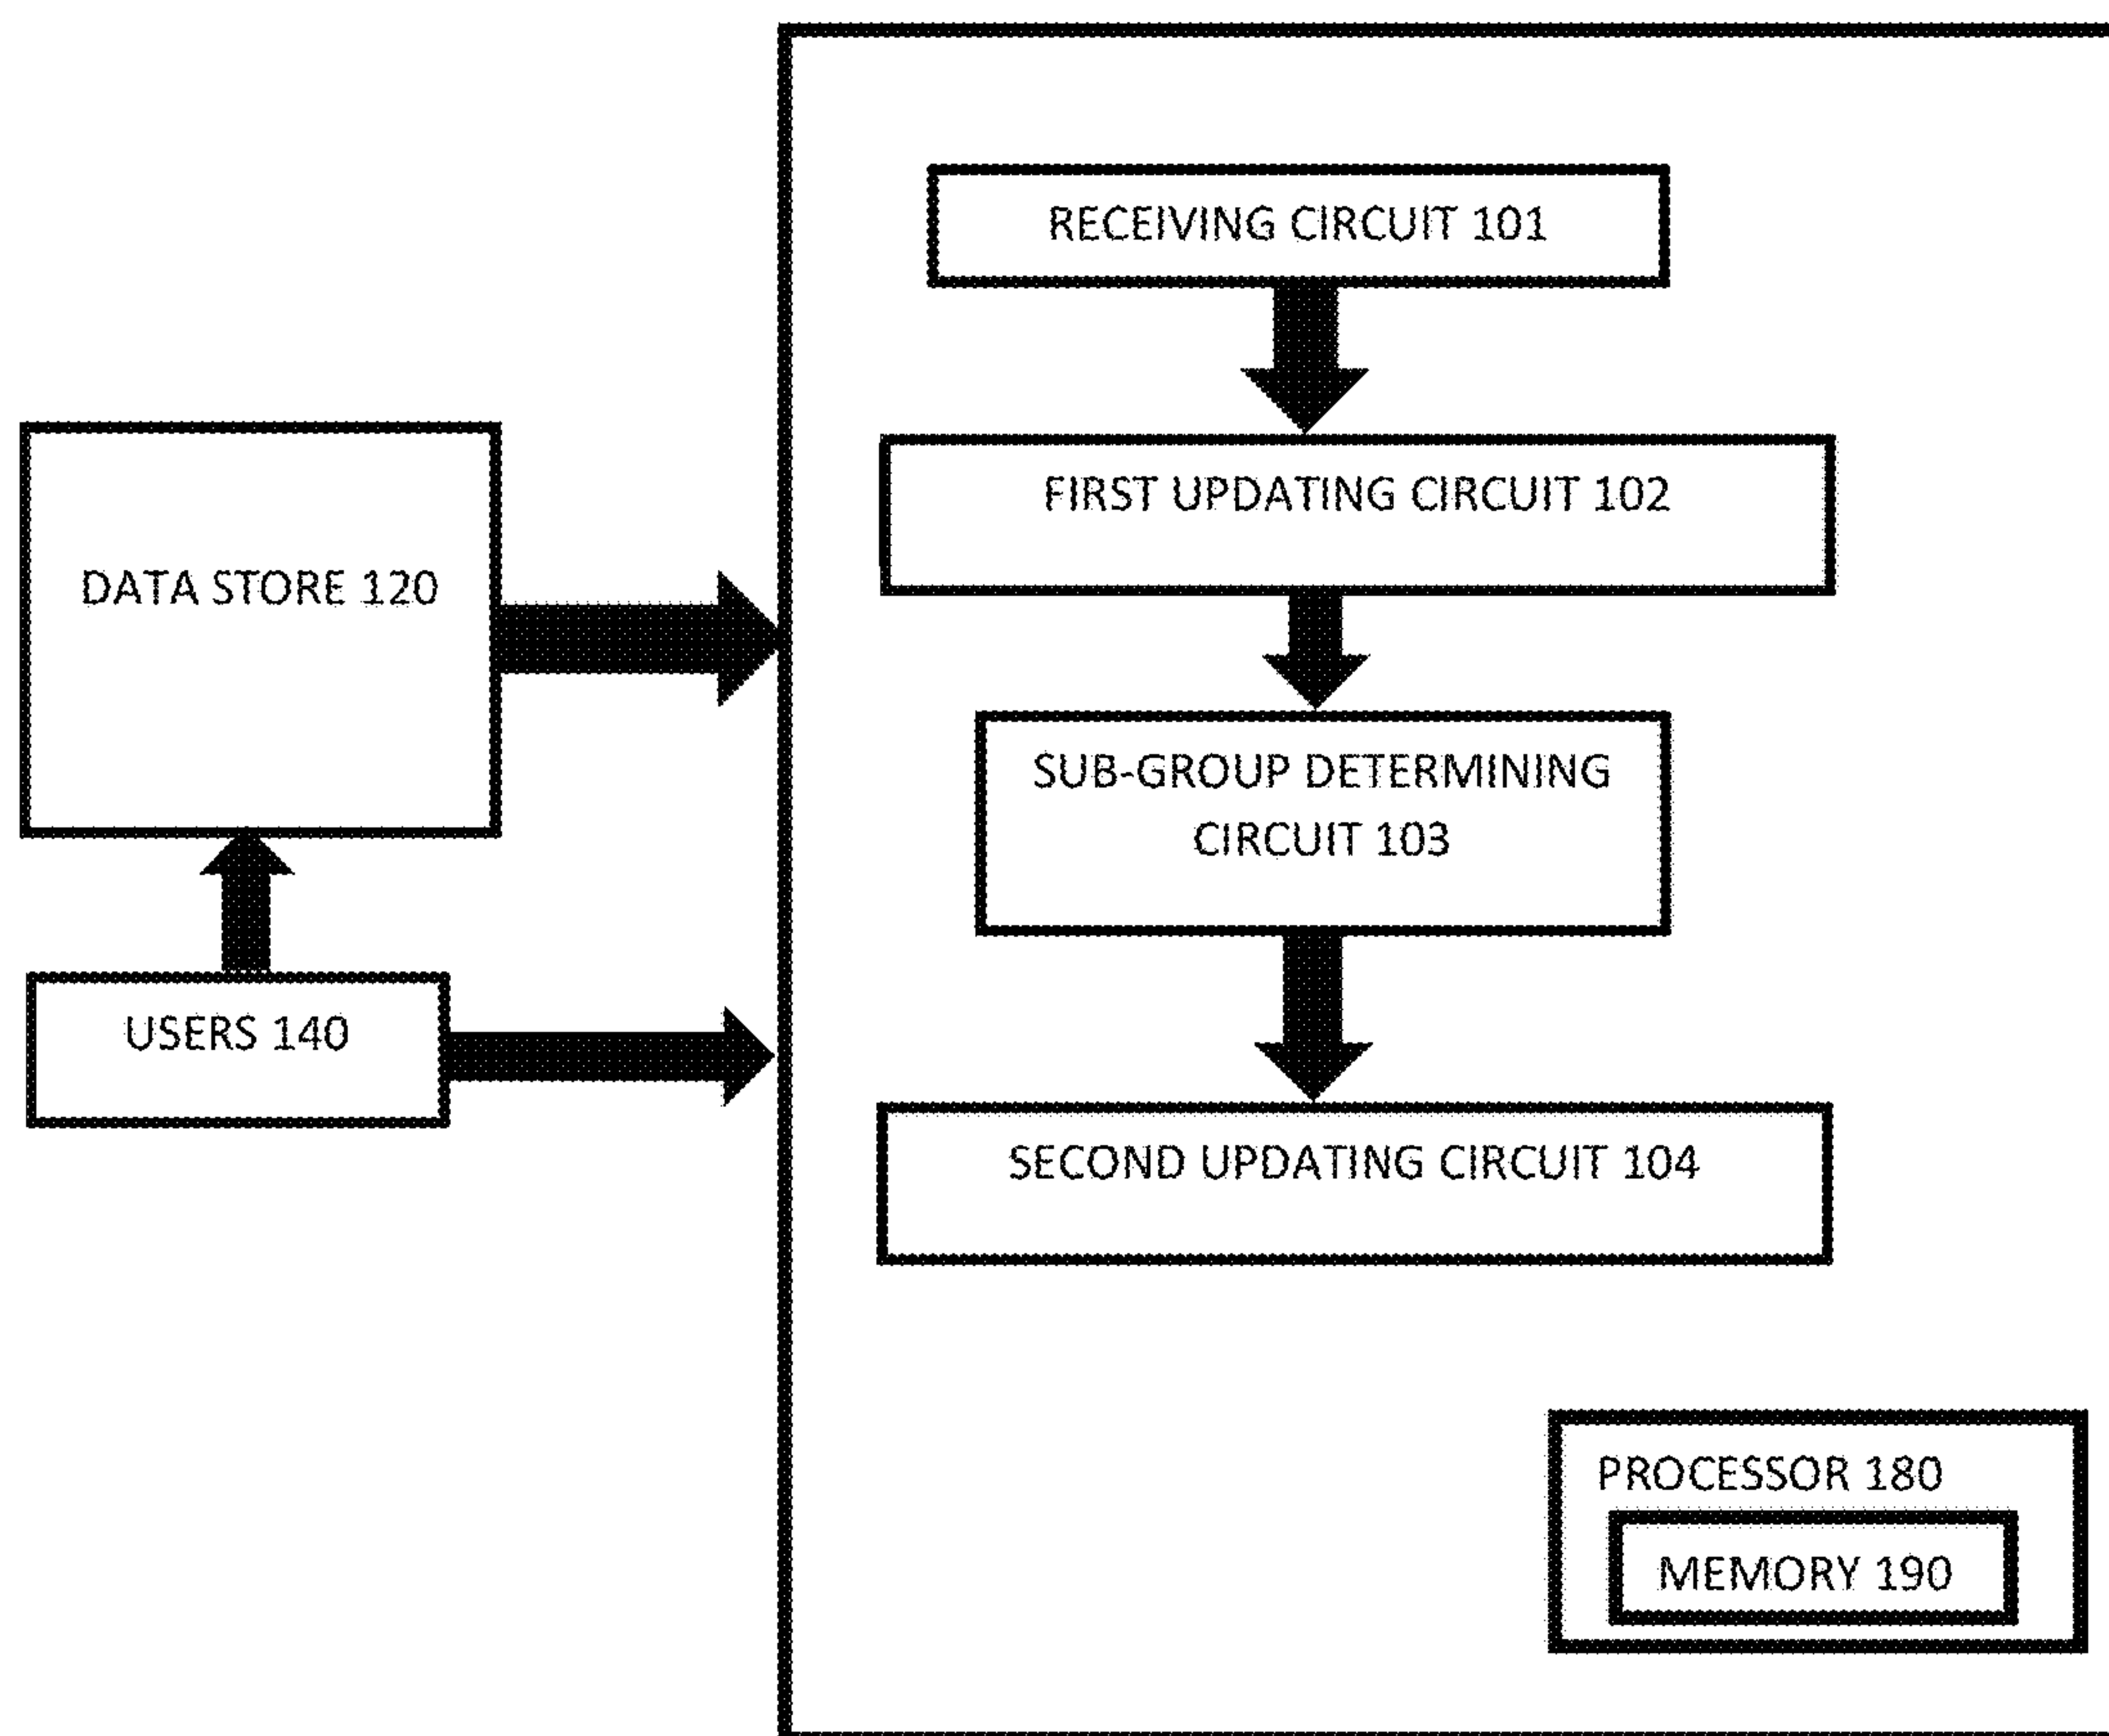 RECEIVING CIRCUIT 101
FIRST UPDATING CIRCUIT 102
DATA STORE 120
SUB-GROUP DETERMINING
CIRCUIT 103
USERS 140
SECOND UPDATING CIRCUIT 104
PROCESSOR 180
MEMORY 190